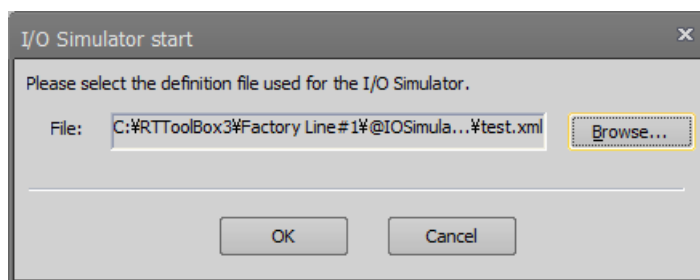 I/O Simulator start
Please select the definition file used for the I/O Simulator.
File: C:¥RTToolBox3¥Factory Line#1¥@IOSimula...¥test.xml Browse...
OK Cancel